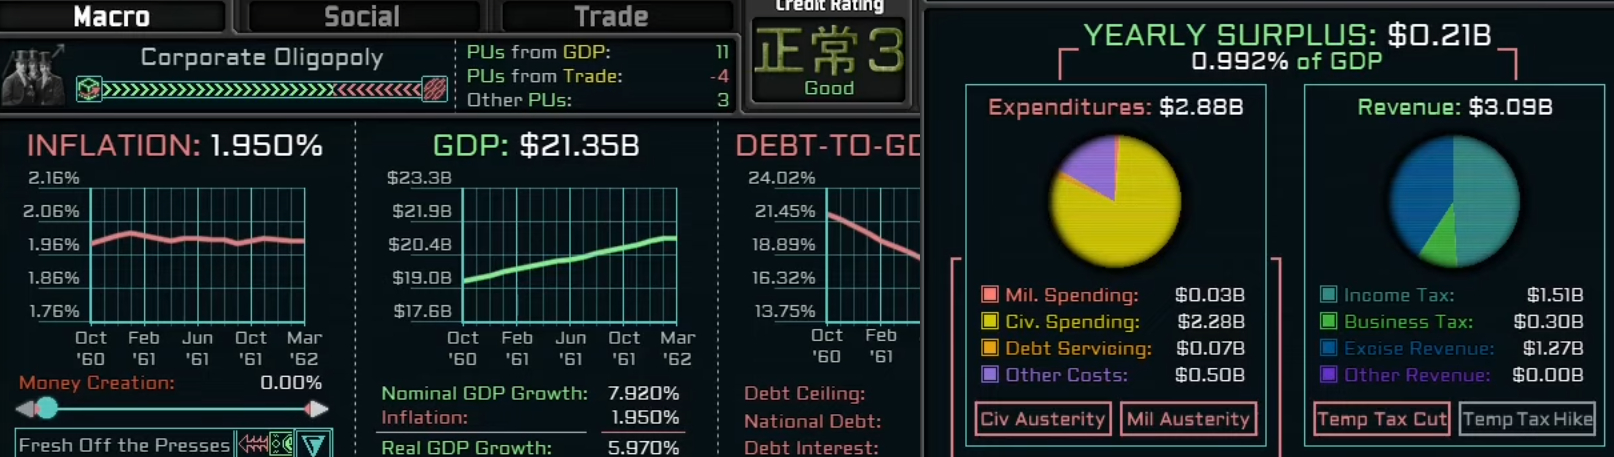 Macro
Social
Trade
Credit Rating
正常 3
Good
Corporate Oligopoly
PUs from GDP: 11
PUs from Trade: -4
Other PUs: 3
INFLATION: 1.950%
2.16%
2.06%
1.96%
1.86%
1.76%
Oct '60
Feb '61
Jun '61
Oct '61
Mar '62
Money Creation: 0.00%
Fresh Off the Presses
GDP: $21.35B
$23.3B
$21.9B
$20.4B
$19.0B
$17.6B
Oct '60
Feb '61
Jun '61
Oct '61
Mar '62
Nominal GDP Growth: 7.920%
Inflation: 1.950%
Real GDP Growth: 5.970%
DEBT-TO-GD
24.02%
21.45%
18.89%
16.32%
13.75%
Oct '60
Feb '61
Debt Ceiling:
National Debt:
Debt Interest:
YEARLY SURPLUS: $0.21B
0.992% of GDP
Expenditures: $2.88B
Mil. Spending: $0.03B
Civ. Spending: $2.28B
Debt Servicing: $0.07B
Other Costs: $0.50B
Civ Austerity
Mil Austerity
Revenue: $3.09B
Income Tax: $1.51B
Business Tax: $0.30B
Excise Revenue: $1.27B
Other Revenue: $0.00B
Temp Tax Cut
Temp Tax Hike